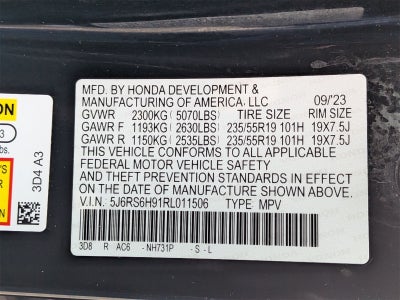 MFD. BY HONDA DEVELOPMENT &
MANUFACTURING OF AMERICA, LLC 09/'23
GVWR 2300KG (5070LBS) TIRE SIZE RIM SIZE
GAWR F 1193KG (2630LBS) 235/55R19 101H 19X7.5J
GAWR R 1150KG (2535LBS) 235/55R19 101H 19X7.5J
THIS VEHICLE CONFORMS TO ALL APPLICABLE
FEDERAL MOTOR VEHICLE SAFETY
AND THEFT PREVENTION STANDARDS IN EFFECT
ON THE DATE OF MANUFACTURE SHOWN ABOVE.
V.I.N. 5J6RS6H91RL011506 TYPE: MPV
3D8 R AC6 -NH731P -S-L
ON
3
3D4 A3